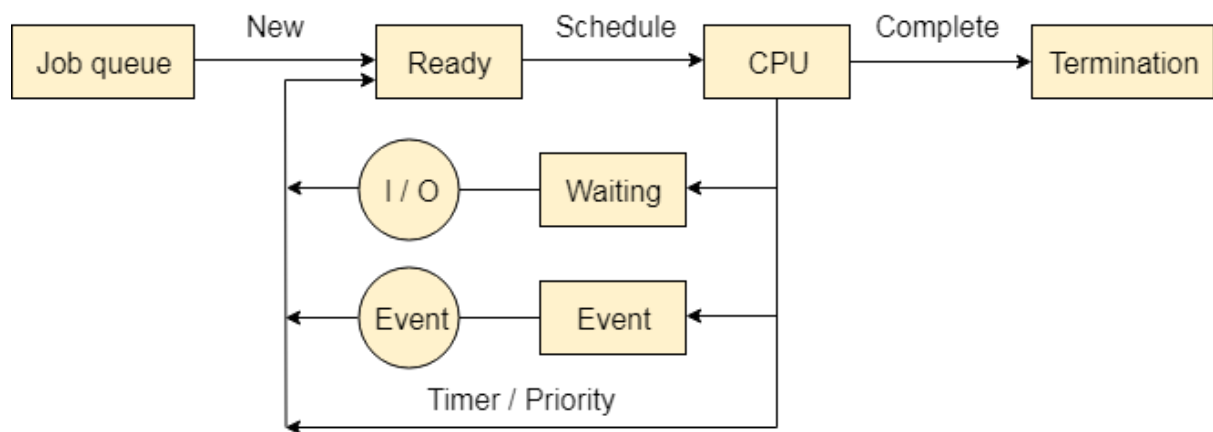 New
Schedule
Complete
Job queue
Ready
CPU
Termination
I / O
Waiting
Event
Event
Timer / Priority